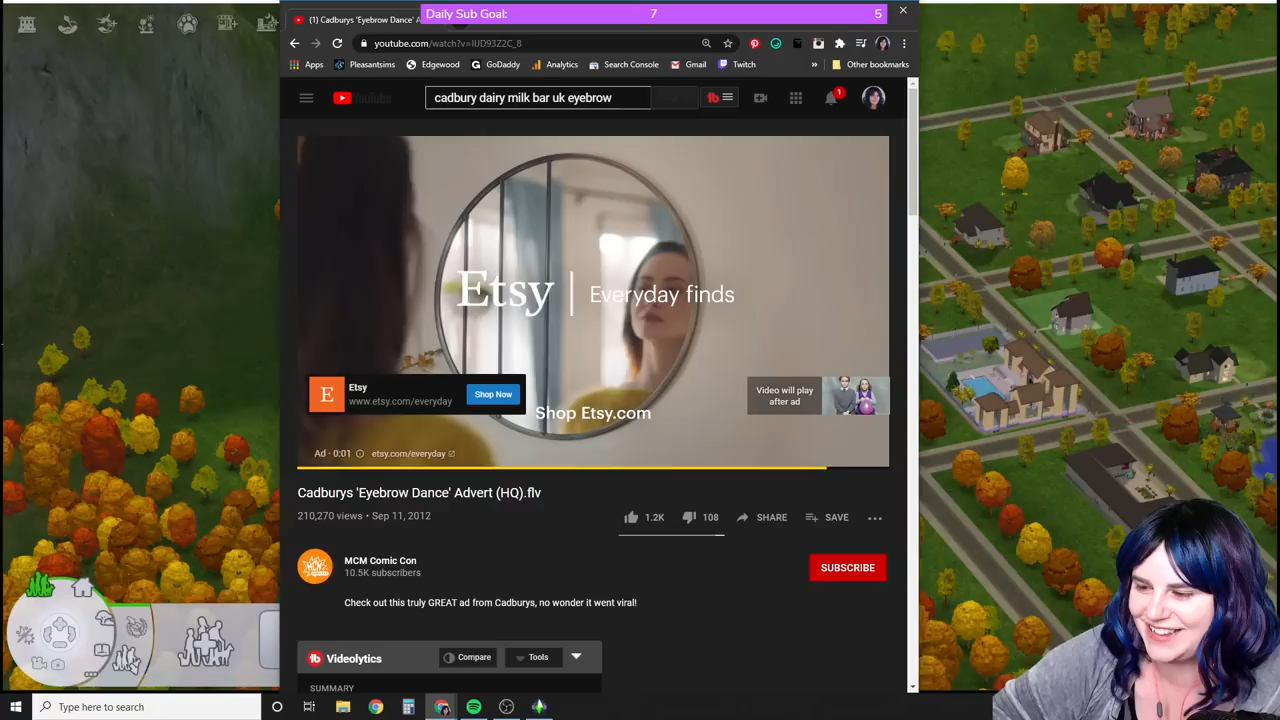 Daily Sub Goal: 7 5
(1) Cadburys 'Eyebrow Dance' A
youtube.com/watch?v=IUD93Z2C_8
Apps Pleasantsims Edgewood GoDaddy Analytics Search Console Gmail Twitch » Other bookmarks
YouTube cadbury dairy milk bar uk eyebrow 1
Etsy | Everyday finds
Etsy
www.etsy.com/everyday
Shop Now
Video will play
after ad
Shop Etsy.com
Ad · 0:01 etsy.com/everyday
Cadburys 'Eyebrow Dance' Advert (HQ).flv
210,270 views • Sep 11, 2012
1.2K 108 SHARE SAVE
MCM Comic Con
10.5K subscribers
SUBSCRIBE
Check out this truly GREAT ad from Cadburys, no wonder it went viral!
Videolytics Compare Tools
SUMMARY
Type here to search